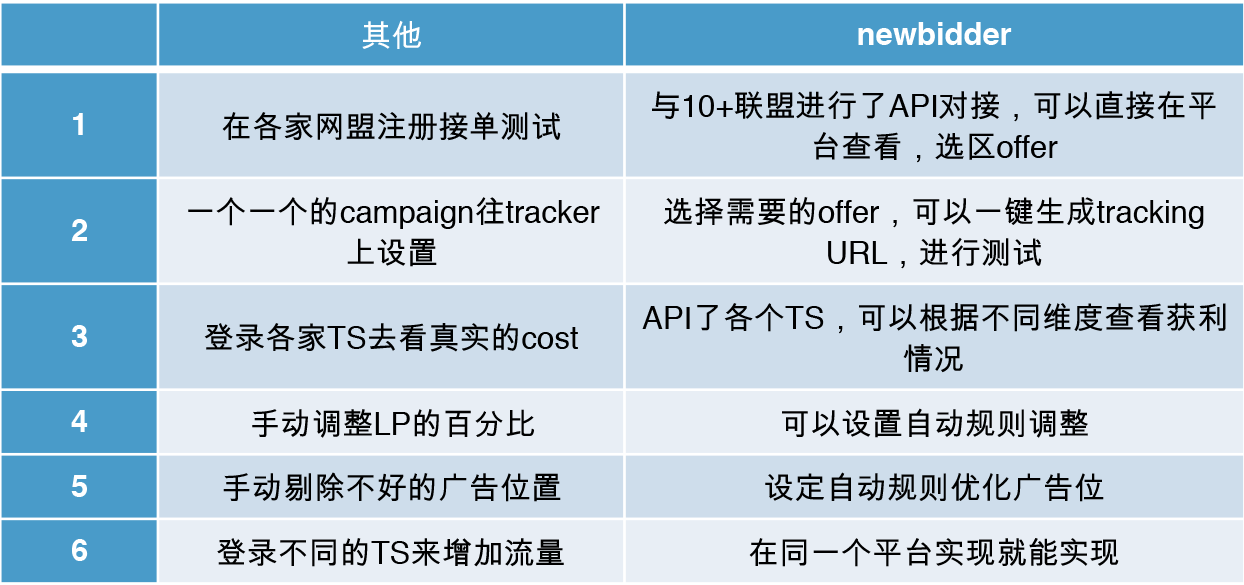 其他
newbidder
1
在各家网盟注册接单测试
与10+联盟进行了API对接，可以直接在平
台查看，选区offer
2
一个一个的campaign往tracker
上设置
选择需要的offer，可以一键生成tracking
URL，进行测试
3
登录各家TS去看真实的cost
API了各个TS，可以根据不同维度查看获利
情况
4
手动调整LP的百分比
可以设置自动规则调整
5
手动剔除不好的广告位置
设定自动规则优化广告位
6
登录不同的TS来增加流量
在同一个平台实现就能实现